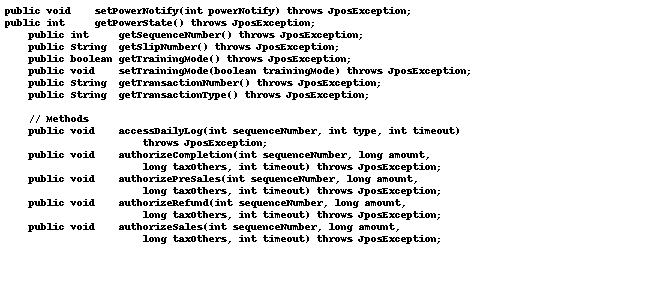 public void    setPowerNotify(int powerNotify) throws JposException;
public int     getPowerState() throws JposException;
    public int     getSequenceNumber() throws JposException;
    public String  getSlipNumber() throws JposException;
    public boolean getTrainingMode() throws JposException;
    public void    setTrainingMode(boolean trainingMode) throws JposException;
    public String  getTransactionNumber() throws JposException;
    public String  getTransactionType() throws JposException;

    // Methods
    public void    accessDailyLog(int sequenceNumber, int type, int timeout)
                       throws JposException;
    public void    authorizeCompletion(int sequenceNumber, long amount,
                       long taxOthers, int timeout) throws JposException;
    public void    authorizePreSales(int sequenceNumber, long amount,
                       long taxOthers, int timeout) throws JposException;
    public void    authorizeRefund(int sequenceNumber, long amount,
                       long taxOthers, int timeout) throws JposException;
    public void    authorizeSales(int sequenceNumber, long amount,
                       long taxOthers, int timeout) throws JposException;